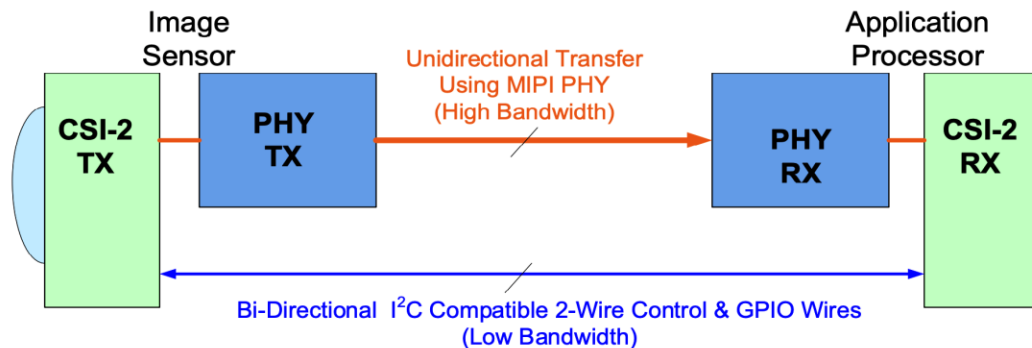 Image
Sensor
Application
Processor
Unidirectional Transfer
Using MIPI PHY
(High Bandwidth)
CSI-2
TX
PHY
TX
PHY
RX
CSI-2
RX
Bi-Directional I²C Compatible 2-Wire Control & GPIO Wires
(Low Bandwidth)